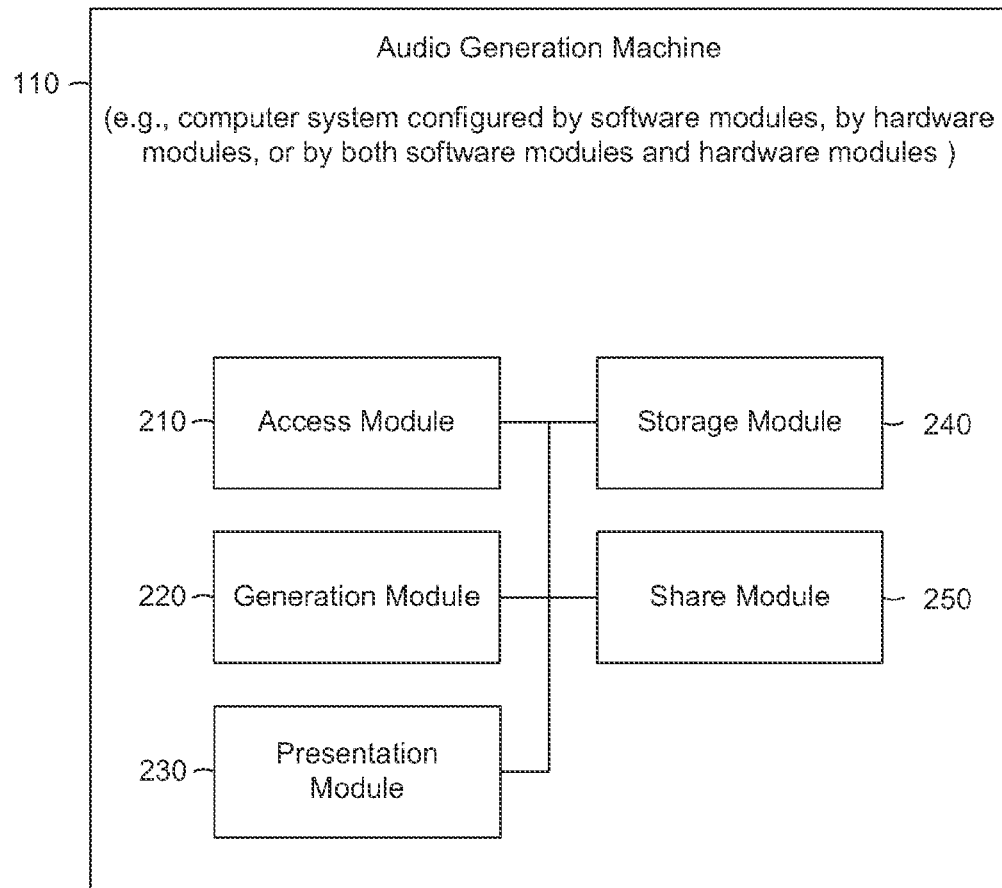 Audio Generation Machine
110
(e.g., computer system configured by software modules, by hardware
modules, or by both software modules and hardware modules )
210
Access Module
Storage Module
240
220
Generation Module
Share Module
250
230
Presentation
Module